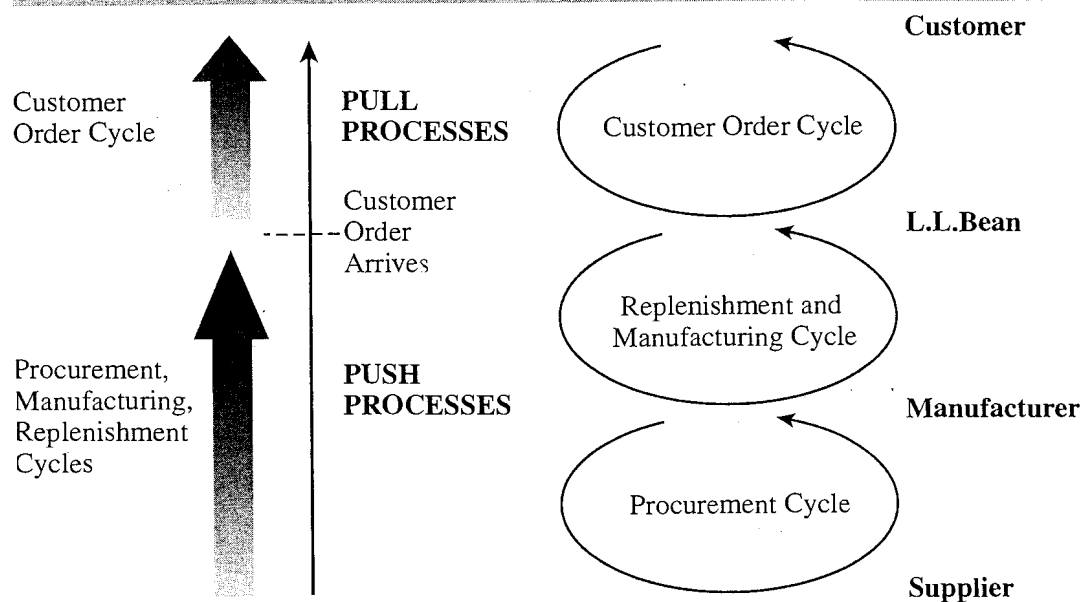 Customer
Order Cycle
PULL
PROCESSES
Customer
Order
Arrives
Procurement,
Manufacturing,
Replenishment
Cycles
PUSH
PROCESSES
Customer
Customer Order Cycle
L.L.Bean
Replenishment and
Manufacturing Cycle
Manufacturer
Procurement Cycle
Supplier